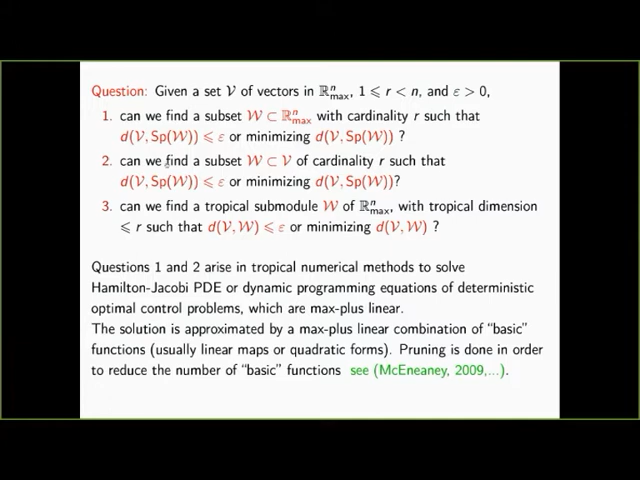 Question: Given a set 𝒱 of vectors in ℝⁿₘₐₓ, 1 ⩽ r < n, and ε > 0,
1. can we find a subset 𝒲 ⊂ ℝⁿₘₐₓ with cardinality r such that
d(𝒱, Sp(𝒲)) ⩽ ε or minimizing d(𝒱, Sp(𝒲)) ?
2. can we find a subset 𝒲 ⊂ 𝒱 of cardinality r such that
d(𝒱, Sp(𝒲)) ⩽ ε or minimizing d(𝒱, Sp(𝒲))?
3. can we find a tropical submodule 𝒲 of ℝⁿₘₐₓ, with tropical dimension
⩽ r such that d(𝒱, 𝒲) ⩽ ε or minimizing d(𝒱, 𝒲) ?
Questions 1 and 2 arise in tropical numerical methods to solve
Hamilton-Jacobi PDE or dynamic programming equations of deterministic
optimal control problems, which are max-plus linear.
The solution is approximated by a max-plus linear combination of “basic”
functions (usually linear maps or quadratic forms). Pruning is done in order
to reduce the number of “basic” functions see (McEneaney, 2009,...).